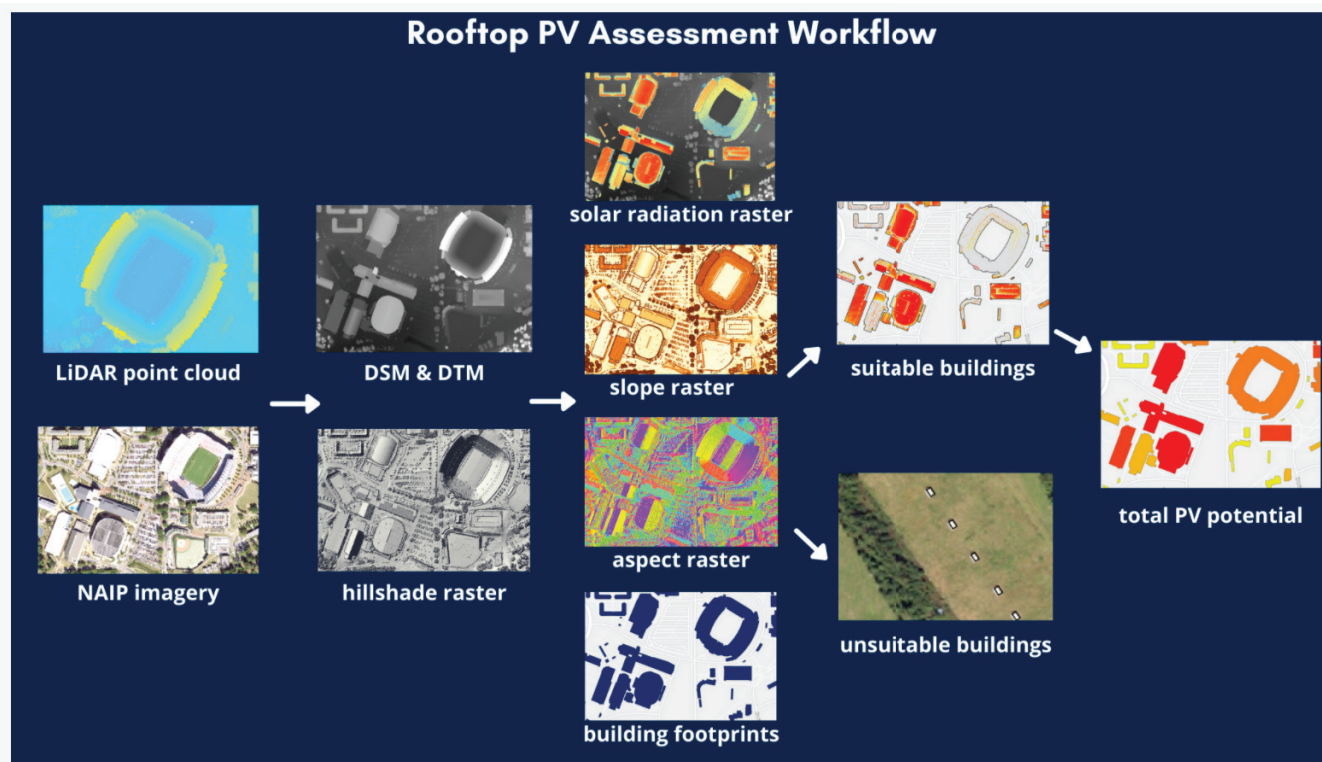 Rooftop PV Assessment Workflow
LiDAR point cloud
NAIP imagery
DSM & DTM
hillshade raster
solar radiation raster
slope raster
aspect raster
building footprints
suitable buildings
unsuitable buildings
total PV potential